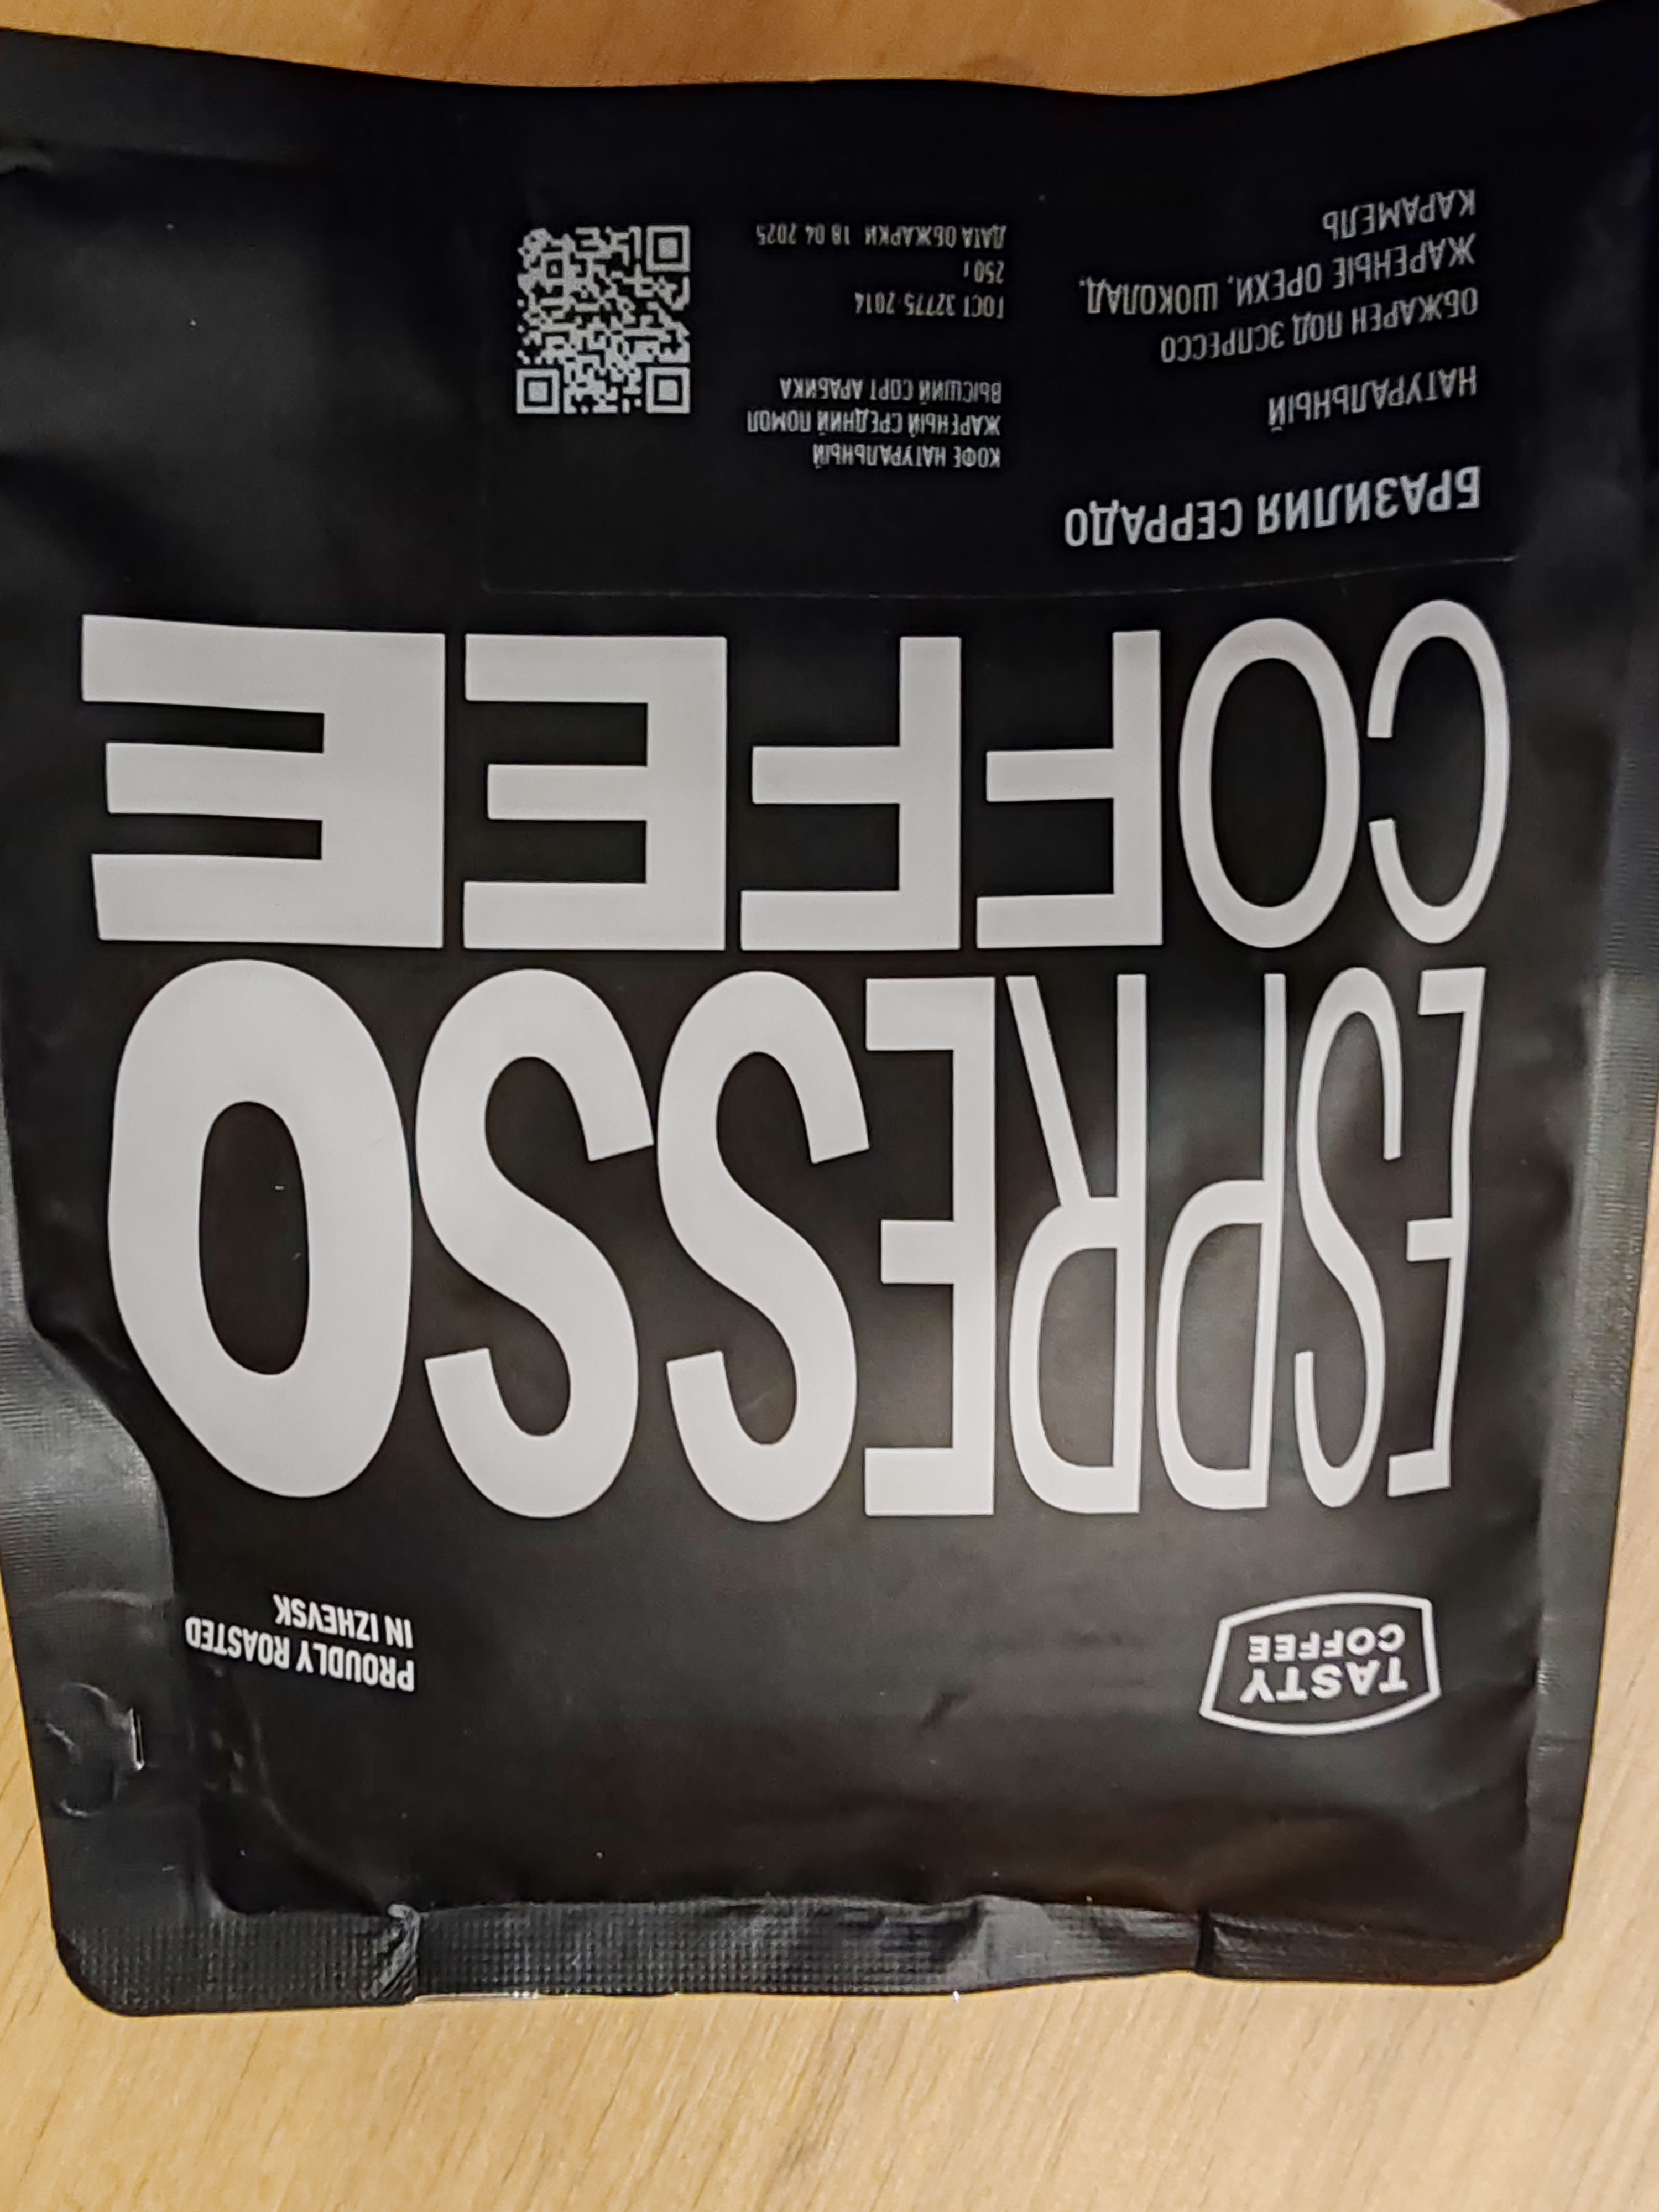 TASTY
COFFEE
PROUDLY ROASTED
IN IZHEVSK
ESPRESSO
COFFEE
БРАЗИЛИЯ СЕРРАДО
НАТУРАЛЬНЫЙ
ОБЖАРЕН ПОД ЭСПРЕССО
ЖАРЕНЫЕ ОРЕХИ, ШОКОЛАД,
КАРАМЕЛЬ
КОФЕ НАТУРАЛЬНЫЙ
ЖАРЕНЫЙ СРЕДНИЙ ПОМОЛ
ВЫСШИЙ СОРТ АРАБИКА
ГОСТ 32775-2014
250 г
ДАТА ОБЖАРКИ 18 04 2025